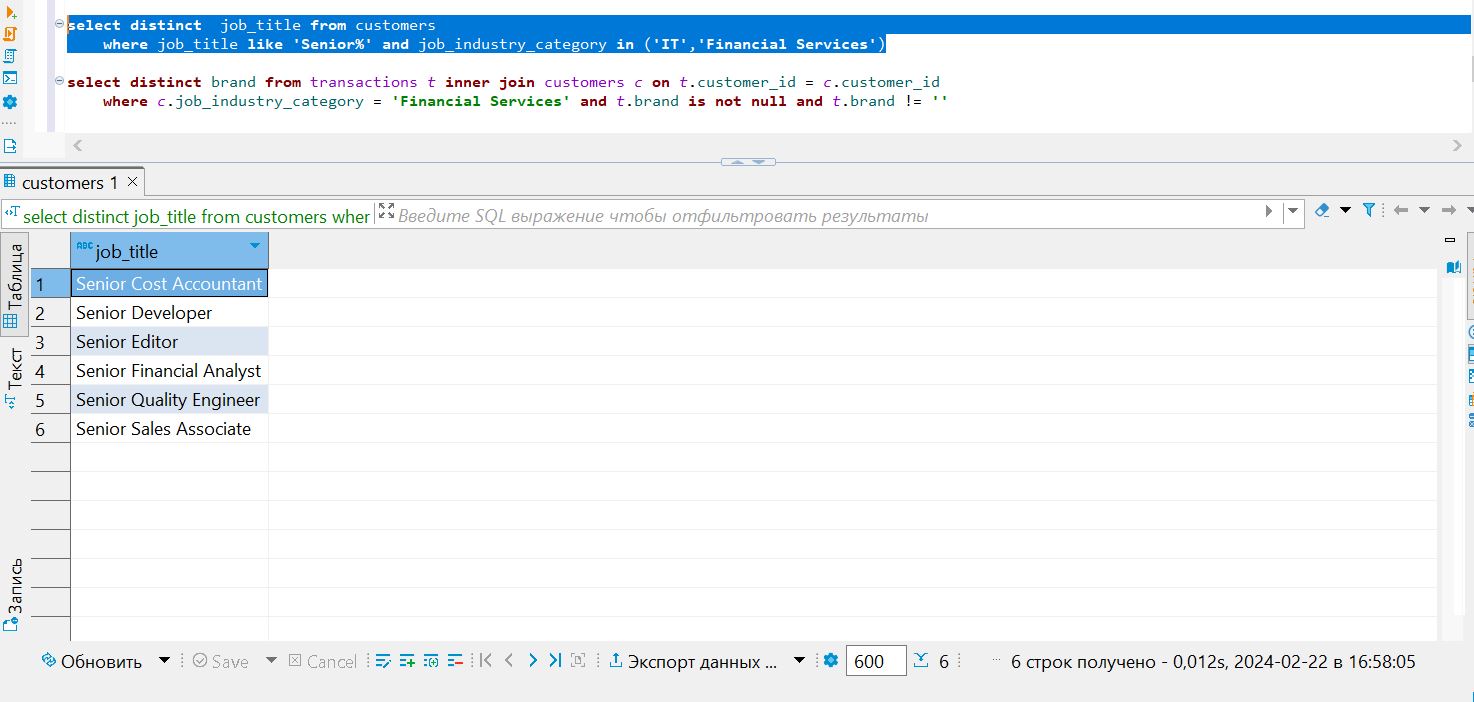 select distinct  job_title from customers
where job_title like 'Senior%' and job_industry_category in ('IT','Financial Services')
select distinct brand from transactions t inner join customers c on t.customer_id = c.customer_id
where c.job_industry_category = 'Financial Services' and t.brand is not null and t.brand != ''
customers 1
select distinct job_title from customers wher
Введите SQL выражение чтобы отфильтровать результаты
Таблица
Текст
Запись
ABC job_title
1 Senior Cost Accountant
2 Senior Developer
3 Senior Editor
4 Senior Financial Analyst
5 Senior Quality Engineer
6 Senior Sales Associate
Обновить Save Cancel Экспорт данных ... 600 6 6 строк получено - 0,012s, 2024-02-22 в 16:58:05